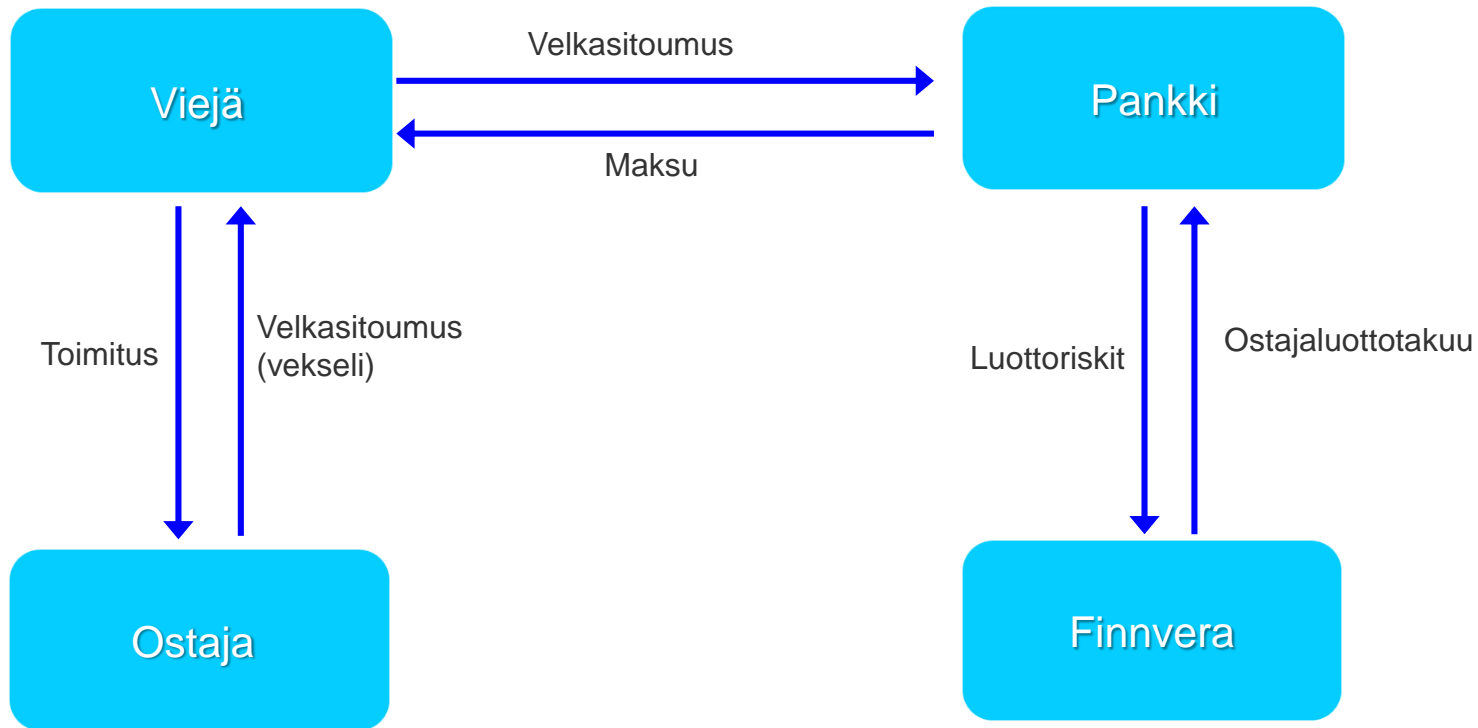 Velkasitoumus
Viejä
Pankki
Maksu
Toimitus
Velkasitoumus
(vekseli)
Luottoriskit
Ostajaluottotakuu
Ostaja
Finnvera